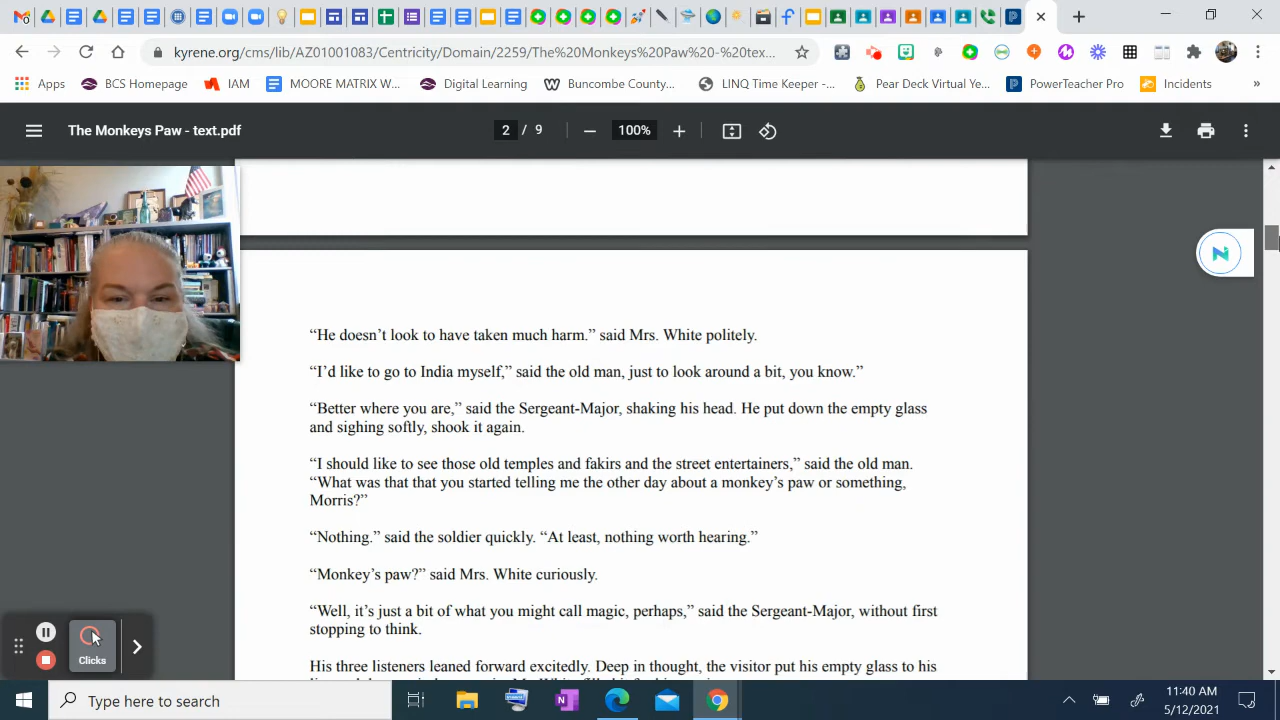 kyrene.org/cms/lib/AZ01001083/Centricity/Domain/2259/The%20Monkeys%20Paw%20-%20tex...
Apps
BCS Homepage
IAM
MOORE MATRIX W...
Digital Learning
Buncombe County...
LINQ Time Keeper -...
Pear Deck Virtual Ye...
PowerTeacher Pro
Incidents
The Monkeys Paw - text.pdf
2 / 9
100%
“He doesn’t look to have taken much harm.” said Mrs. White politely.
“I’d like to go to India myself,” said the old man, just to look around a bit, you know.”
“Better where you are,” said the Sergeant-Major, shaking his head. He put down the empty glass
and sighing softly, shook it again.
“I should like to see those old temples and fakirs and the street entertainers,” said the old man.
“What was that that you started telling me the other day about a monkey’s paw or something,
Morris?”
“Nothing.” said the soldier quickly. “At least, nothing worth hearing.”
“Monkey’s paw?” said Mrs. White curiously.
“Well, it’s just a bit of what you might call magic, perhaps,” said the Sergeant-Major, without first
stopping to think.
His three listeners leaned forward excitedly. Deep in thought, the visitor put his empty glass to his
Clicks
Type here to search
11:40 AM
5/12/2021